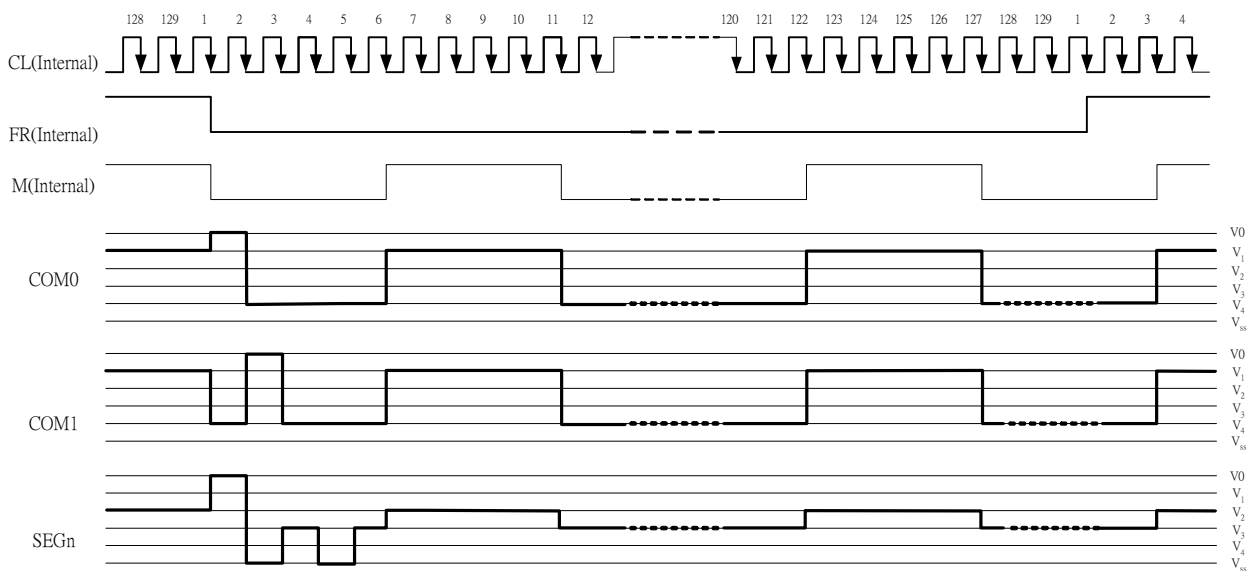 128 129 1 2 3 4 5 6 7 8 9 10 11 12 120 121 122 123 124 125 126 127 128 129 1 2 3 4
CL(Internal)
FR(Internal)
M(Internal)
COM0
V0
V1
V2
V3
V4
Vss
COM1
V0
V1
V2
V3
V4
Vss
SEGn
V0
V1
V2
V3
V4
Vss